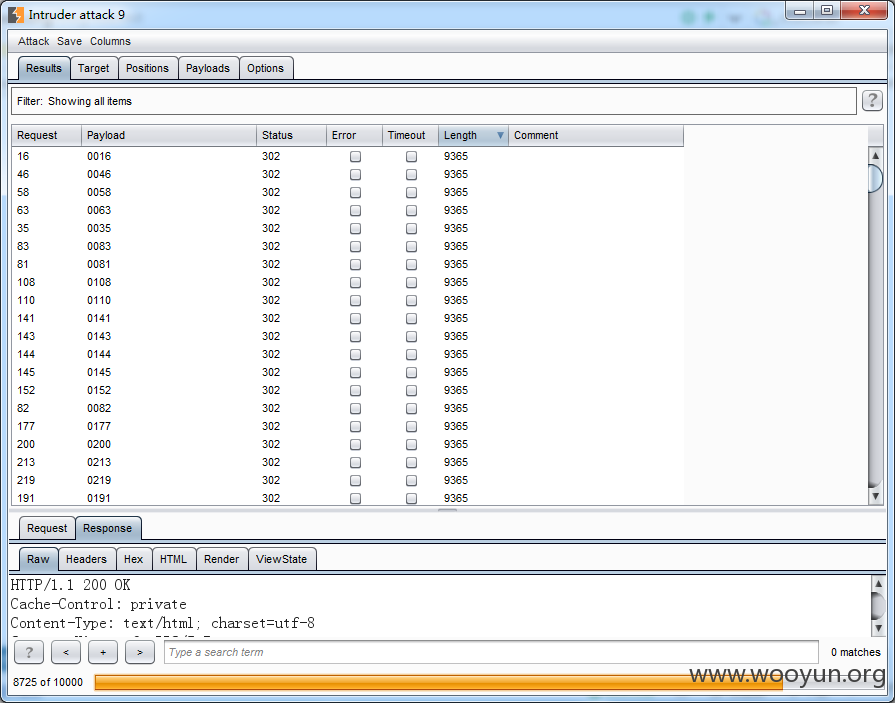 Intruder attack 9
Attack Save Columns
Results Target Positions Payloads Options
Filter: Showing all items ?
Request Payload Status Error Timeout Length Comment
16 0016 302 9365
46 0046 302 9365
58 0058 302 9365
63 0063 302 9365
35 0035 302 9365
83 0083 302 9365
81 0081 302 9365
108 0108 302 9365
110 0110 302 9365
141 0141 302 9365
143 0143 302 9365
144 0144 302 9365
145 0145 302 9365
152 0152 302 9365
82 0082 302 9365
177 0177 302 9365
200 0200 302 9365
213 0213 302 9365
219 0219 302 9365
191 0191 302 9365
Request Response
Raw Headers Hex HTML Render ViewState
HTTP/1.1 200 OK
Cache-Control: private
Content-Type: text/html; charset=utf-8
? < + > Type a search term 0 matches
www.wooyun.org
8725 of 10000